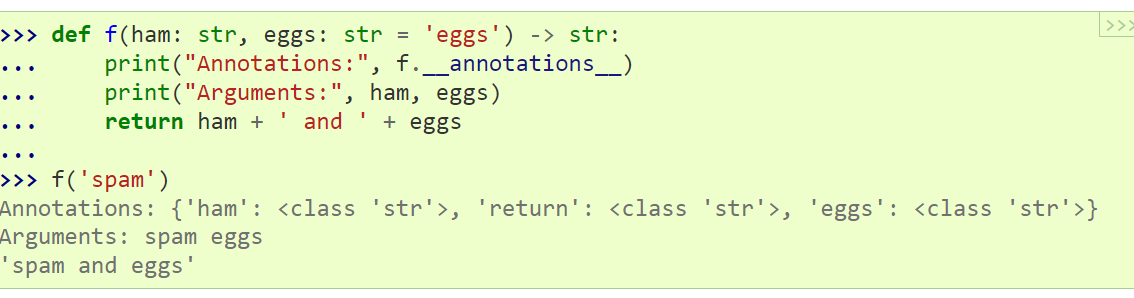 >>>
>>> def f(ham: str, eggs: str = 'eggs') -> str:
...     print("Annotations:", f.__annotations__)
...     print("Arguments:", ham, eggs)
...     return ham + ' and ' + eggs
...
>>> f('spam')
Annotations: {'ham': <class 'str'>, 'return': <class 'str'>, 'eggs': <class 'str'>}
Arguments: spam eggs
'spam and eggs'